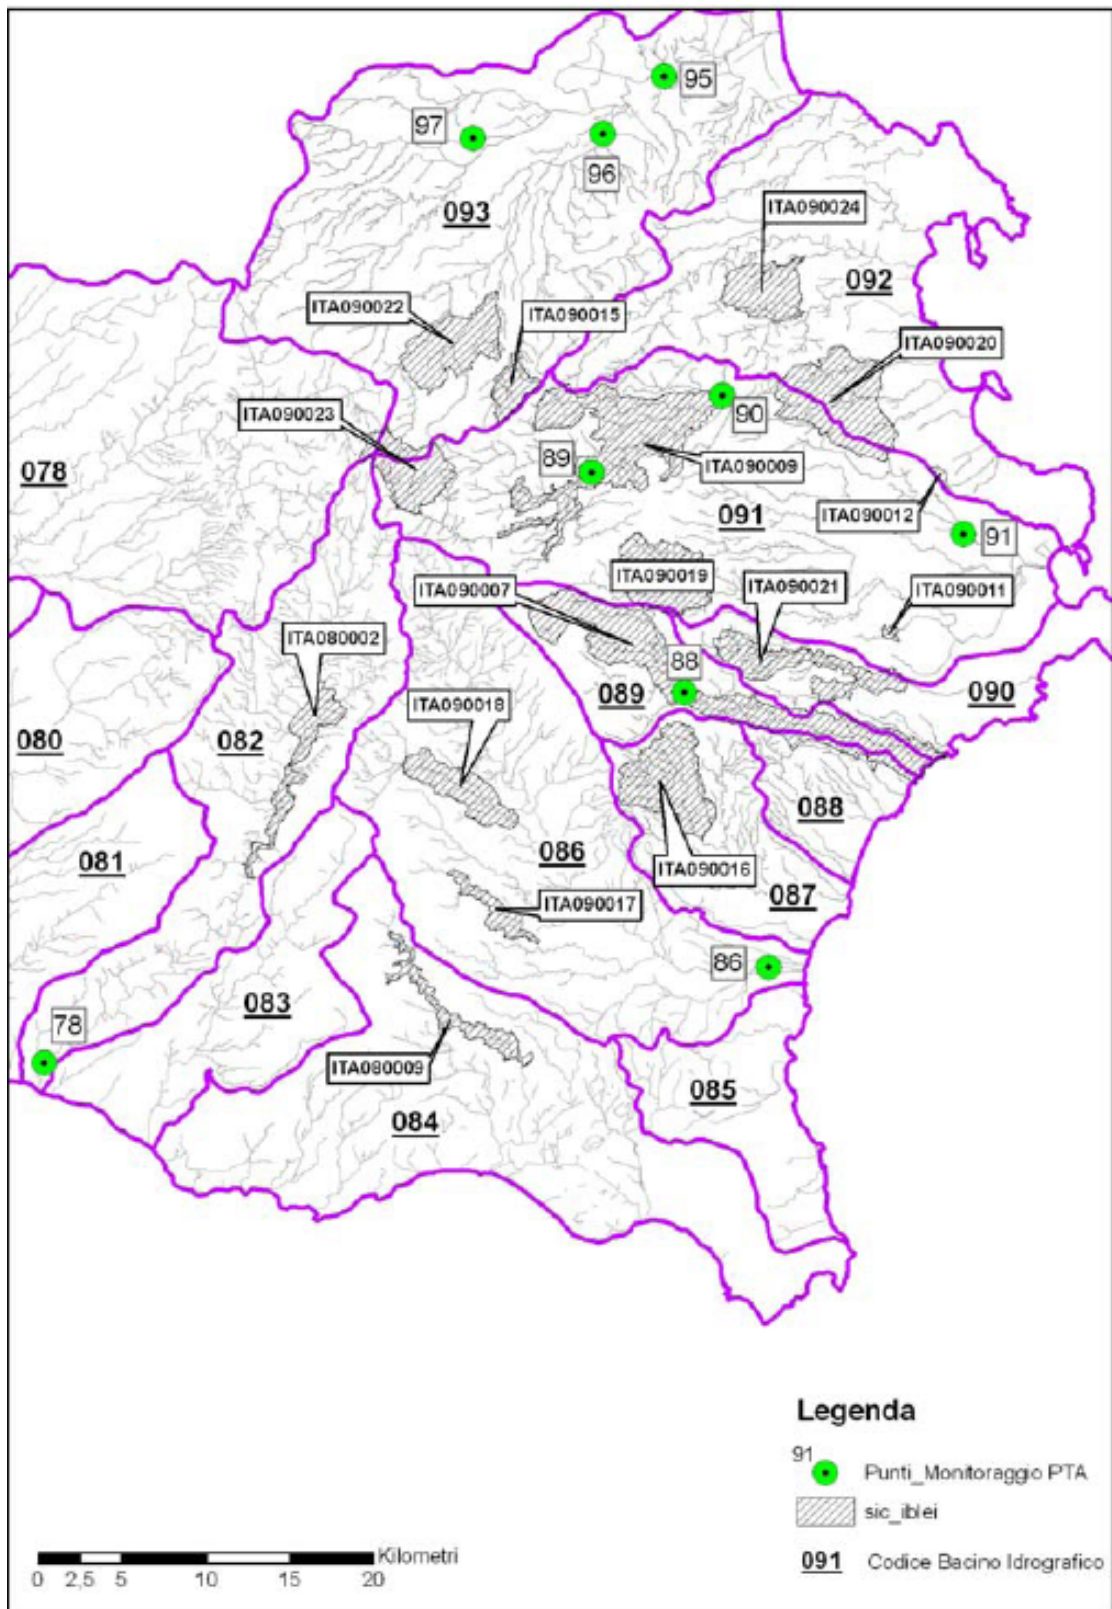 95
97
96
093
ITA090024
092
ITA090022
ITA090015
ITA090020
ITA090023
90
89
078
ITA090009
091
ITA090012
91
ITA090019
ITA090007
ITA090021
ITA090011
ITA080002
88
089
090
ITA090018
080
082
088
086
081
ITA090016
087
ITA090017
86
083
78
ITA080009
085
084
Legenda
91
Punti_Monitoraggio PTA
sic_iblei
091 Codice Bacino Idrografico
Kilometri
0 2,5 5 10 15 20